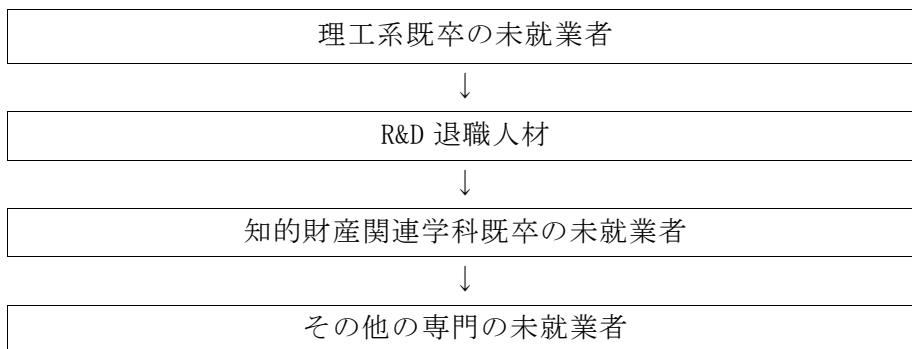 理工系既卒の未就業者
↓
R&D 退職人材
↓
知的財産関連学科既卒の未就業者
↓
その他の専門の未就業者